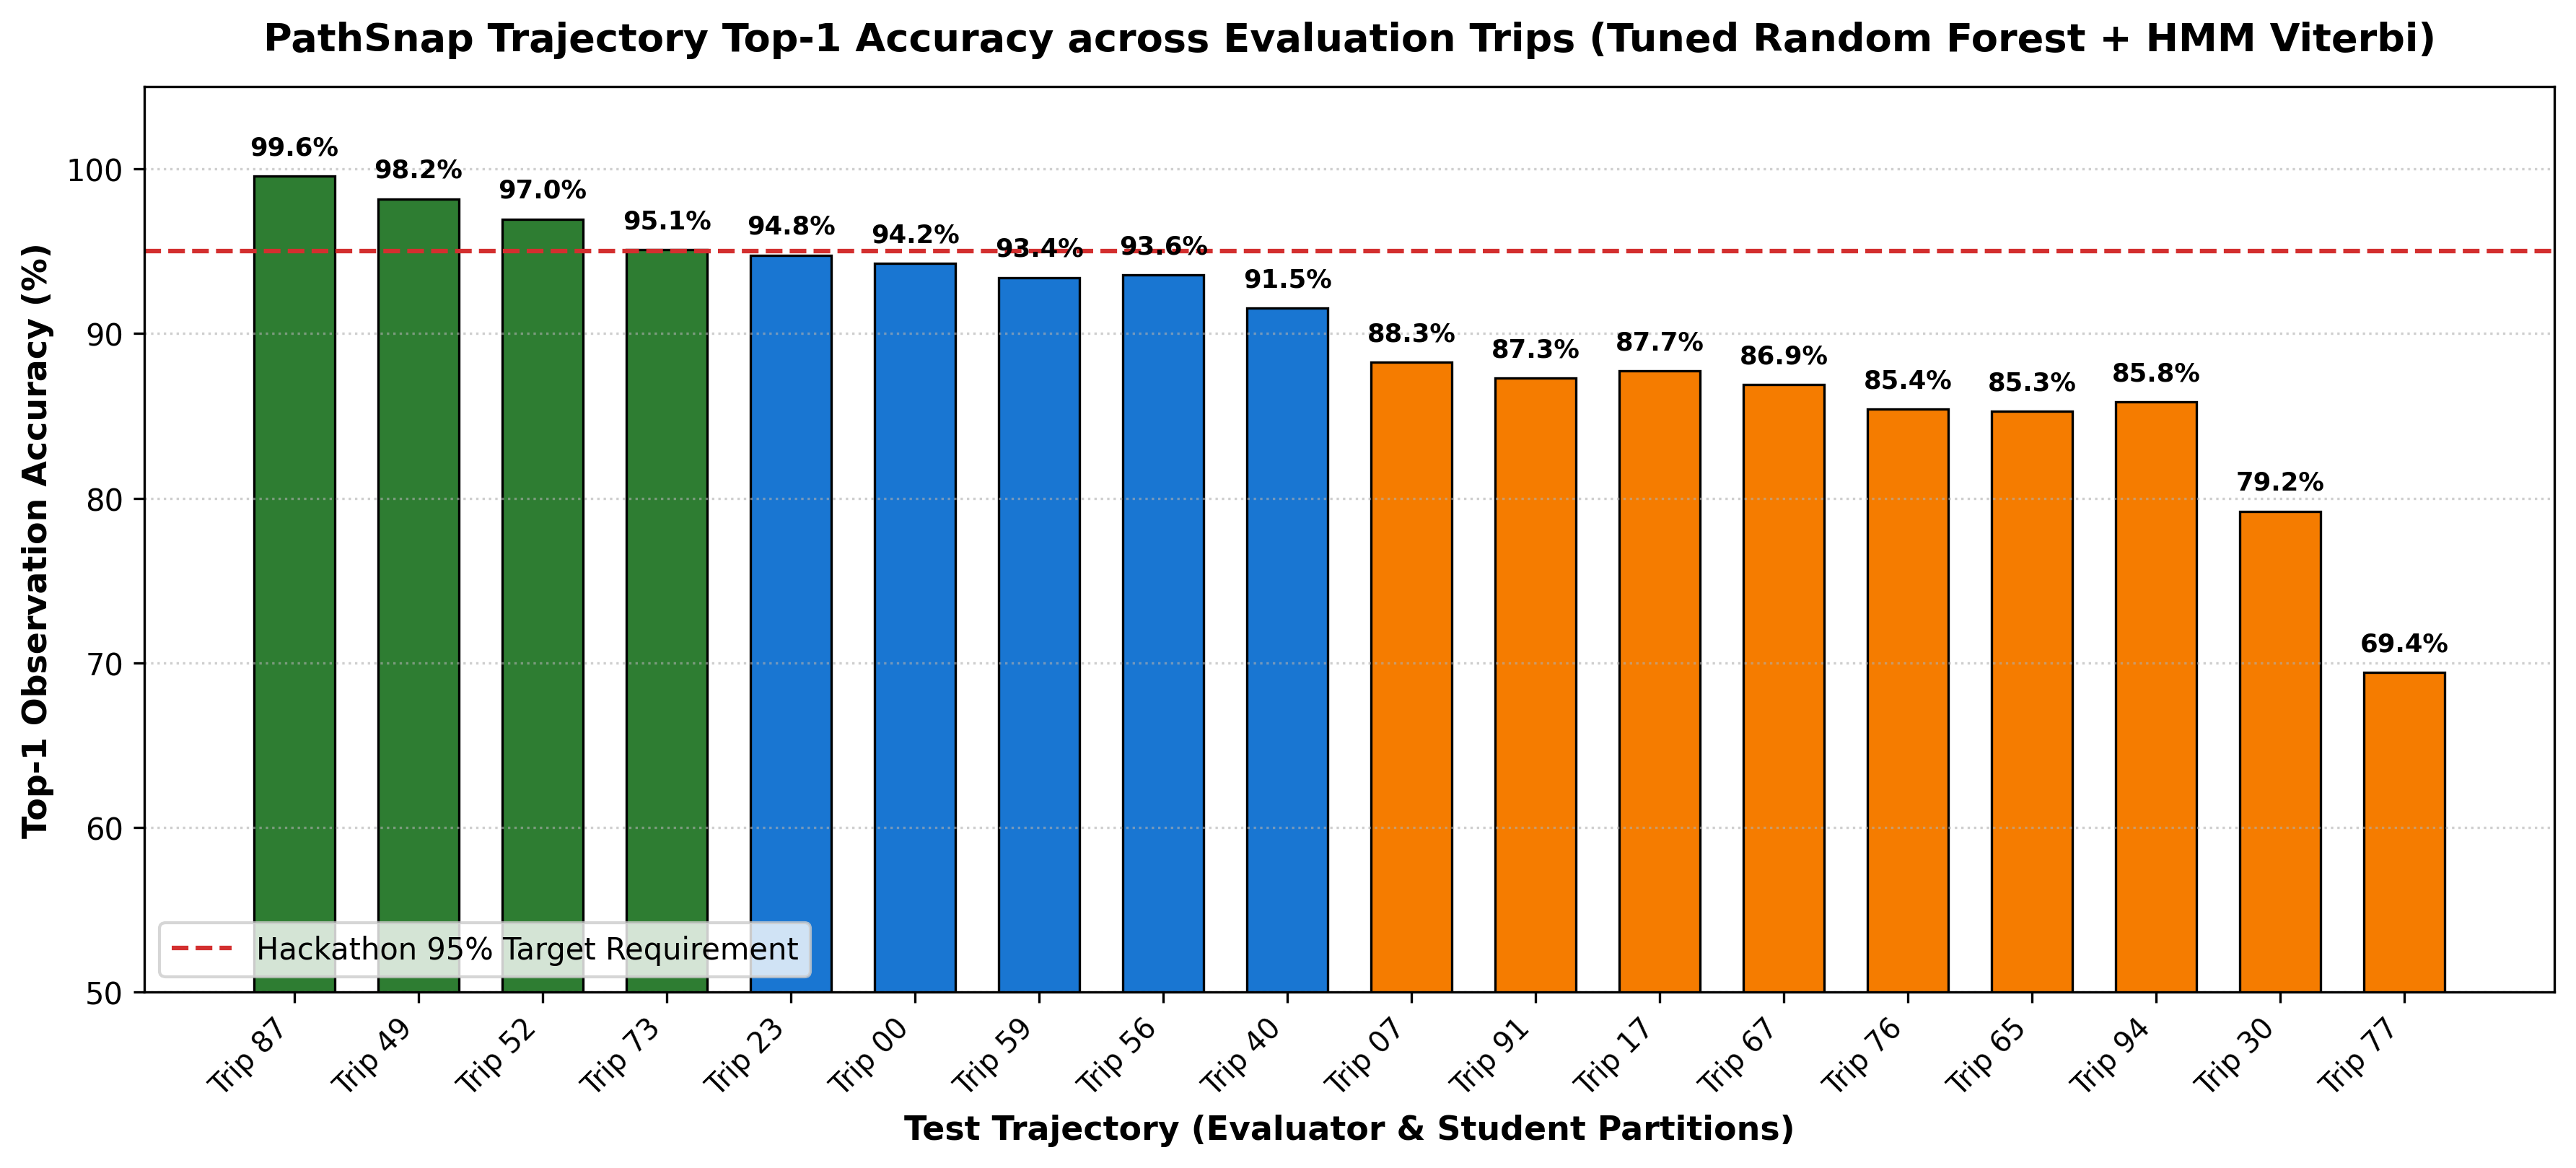 PathSnap Trajectory Top-1 Accuracy across Evaluation Trips (Tuned Random Forest + HMM Viterbi)
Top-1 Observation Accuracy (%)
100
90
80
70
60
50
99.6%
98.2%
97.0%
95.1%
94.8%
94.2%
93.4%
93.6%
91.5%
88.3%
87.3%
87.7%
86.9%
85.4%
85.3%
85.8%
79.2%
69.4%
Hackathon 95% Target Requirement
Trip 87
Trip 49
Trip 52
Trip 73
Trip 23
Trip 00
Trip 59
Trip 56
Trip 40
Trip 07
Trip 91
Trip 17
Trip 67
Trip 76
Trip 65
Trip 94
Trip 30
Trip 77
Test Trajectory (Evaluator & Student Partitions)